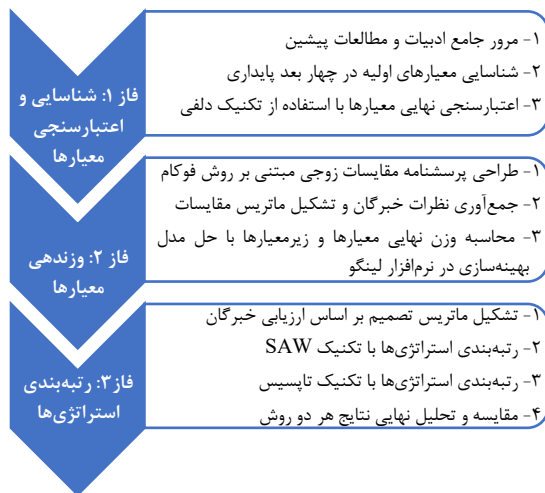 فاز ۱: شناسایی و
اعتبارسنجی
معیارها
۱- مرور جامع ادبیات و مطالعات پیشین
۲- شناسایی معیارهای اولیه در چهار بعد پایداری
۳- اعتبارسنجی نهایی معیارها با استفاده از تکنیک دلفی
فاز ۲: وزندهی
معیارها
۱- طراحی پرسشنامه مقایسات زوجی مبتنی بر روش فوکام
۲- جمع‌آوری نظرات خبرگان و تشکیل ماتریس مقایسات
۳- محاسبه وزن نهایی معیارها و زیرمعیارها با حل مدل
بهینه‌سازی در نرم‌افزار لینگو
فاز۳: رتبه‌بندی
استراتژی‌ها
۱- تشکیل ماتریس تصمیم بر اساس ارزیابی خبرگان
۲- رتبه‌بندی استراتژی‌ها با تکنیک SAW
۳- رتبه‌بندی استراتژی‌ها با تکنیک تاپسیس
۴- مقایسه و تحلیل نهایی نتایج هر دو روش